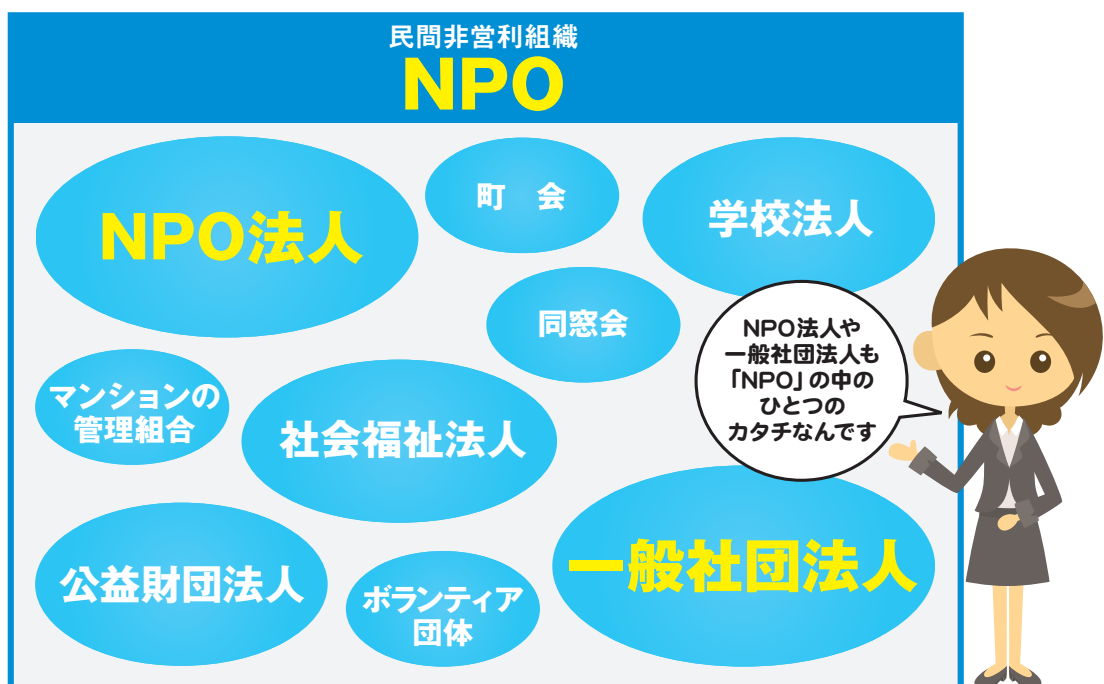 民間非営利組織
NPO
NPO法人
町　会
学校法人
同窓会
NPO法人や
一般社団法人も
「NPO」の中の
ひとつの
カタチなんです
マンションの
管理組合
社会福祉法人
公益財団法人
ボランティア
団体
一般社団法人